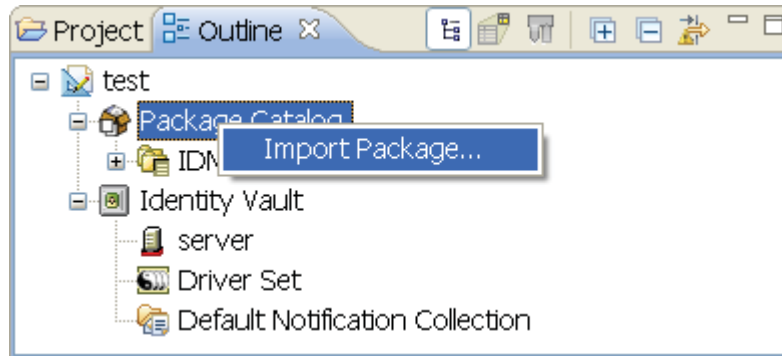 Project Outline
test
Package Catalog
Import Package...
IDM
Identity Vault
server
Driver Set
Default Notification Collection